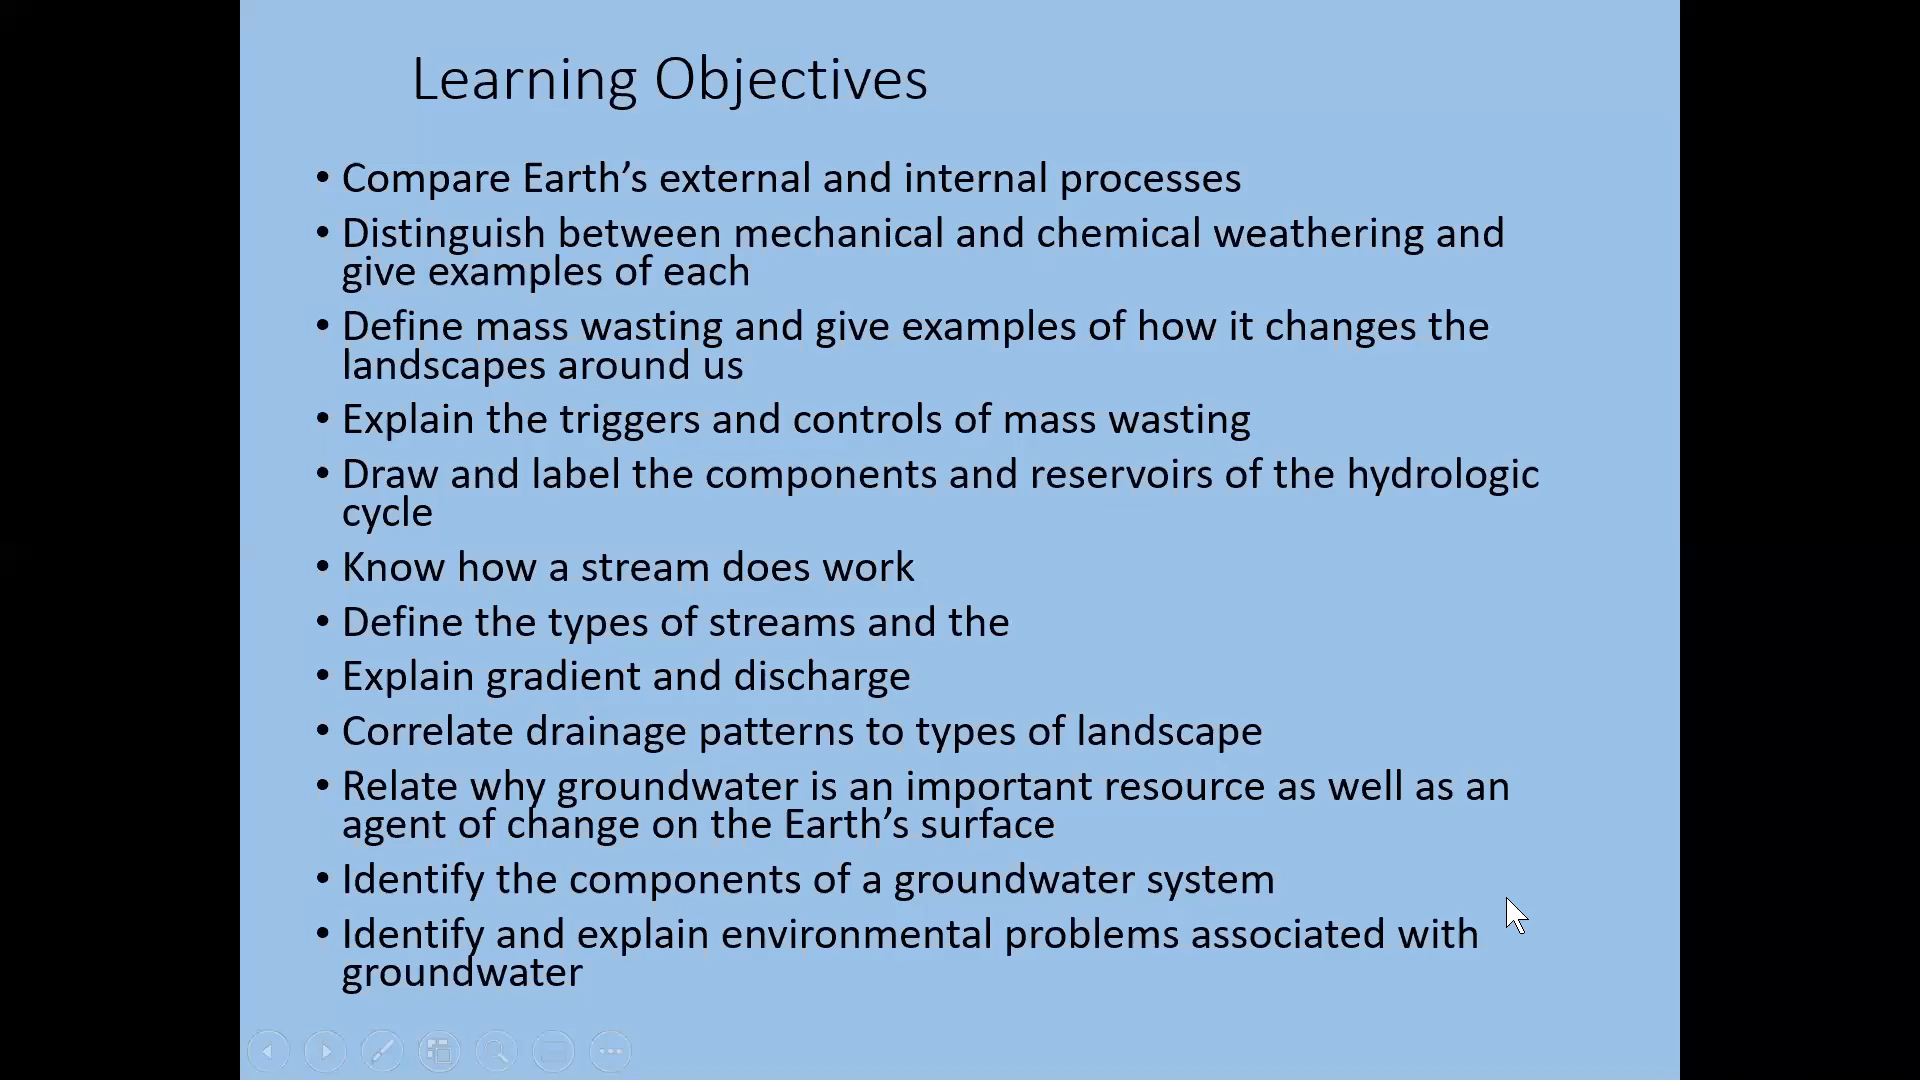 Learning Objectives
• Compare Earth’s external and internal processes
• Distinguish between mechanical and chemical weathering and
give examples of each
• Define mass wasting and give examples of how it changes the
landscapes around us
• Explain the triggers and controls of mass wasting
• Draw and label the components and reservoirs of the hydrologic
cycle
• Know how a stream does work
• Define the types of streams and the
• Explain gradient and discharge
• Correlate drainage patterns to types of landscape
• Relate why groundwater is an important resource as well as an
agent of change on the Earth’s surface
• Identify the components of a groundwater system
• Identify and explain environmental problems associated with
groundwater